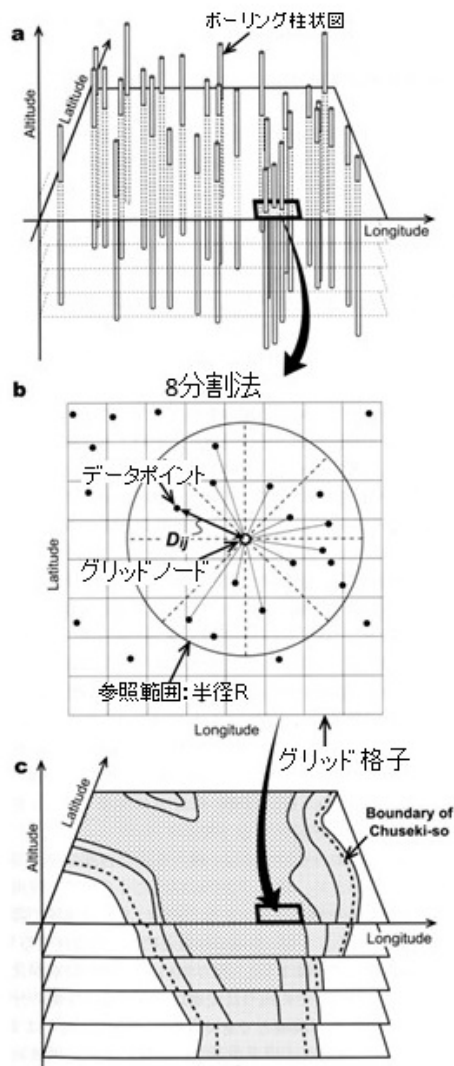 ボーリング柱状図
a
Altitude
Latitude
Longitude
8分割法
b
データポイント
Dij
グリッドノード
Latitude
参照範囲:半径R
Longitude
グリッド格子
c
Altitude
Latitude
Boundary of
Chuseki-so
Longitude